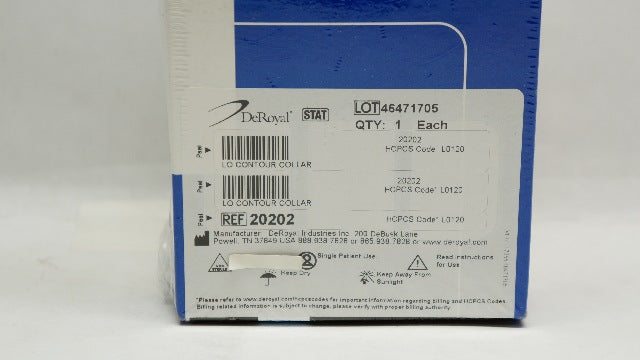 DeRoyal® STAT LOT 46471705
QTY: 1 Each
Peel
20202
HCPCS Code* L0120
LO CONTOUR COLLAR
Peel
20202
HCPCS Code* L0120
LO CONTOUR COLLAR
Peel
REF 20202 HCPCS Code* L0120
Manufacturer DeRoyal Industries Inc. 200 DeBusk Lane
Powell, TN 37849 USA 888.938.7828 or 865.938.7828 or www.deroyal.com
Single Patient Use
Read Instructions
for Use
Keep Dry
Keep Away From
Sunlight
*Please refer to www.deroyal.com/hcpcscodes for important information regarding billing and HCPCS Codes.
Billing related information is subject to change, please verify with proper billing authority.